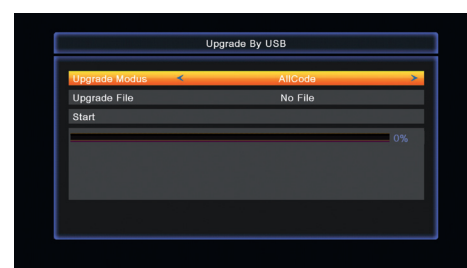 Upgrade By USB
Upgrade Modus < AllCode >
Upgrade File No File
Start
0%